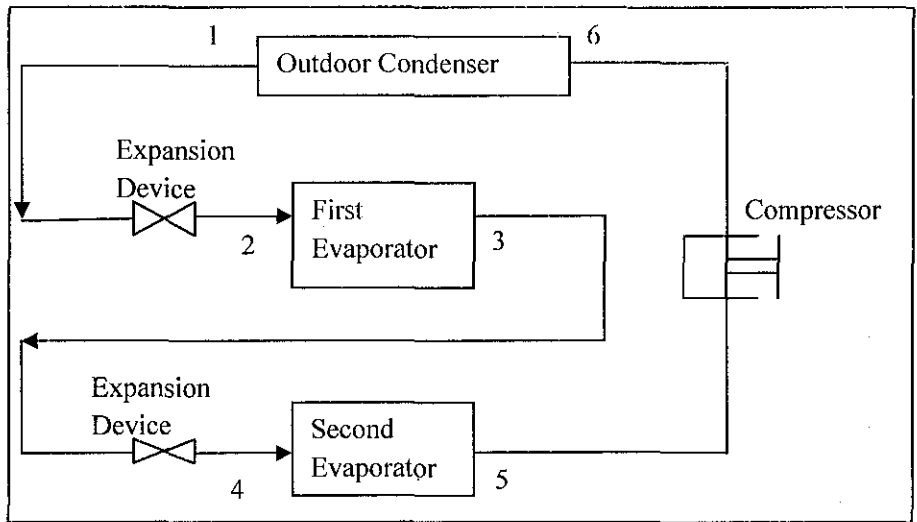 1
6
Outdoor Condenser
Expansion
Device
First
Evaporator
Compressor
2
3
Expansion
Device
Second
Evaporator
4
5